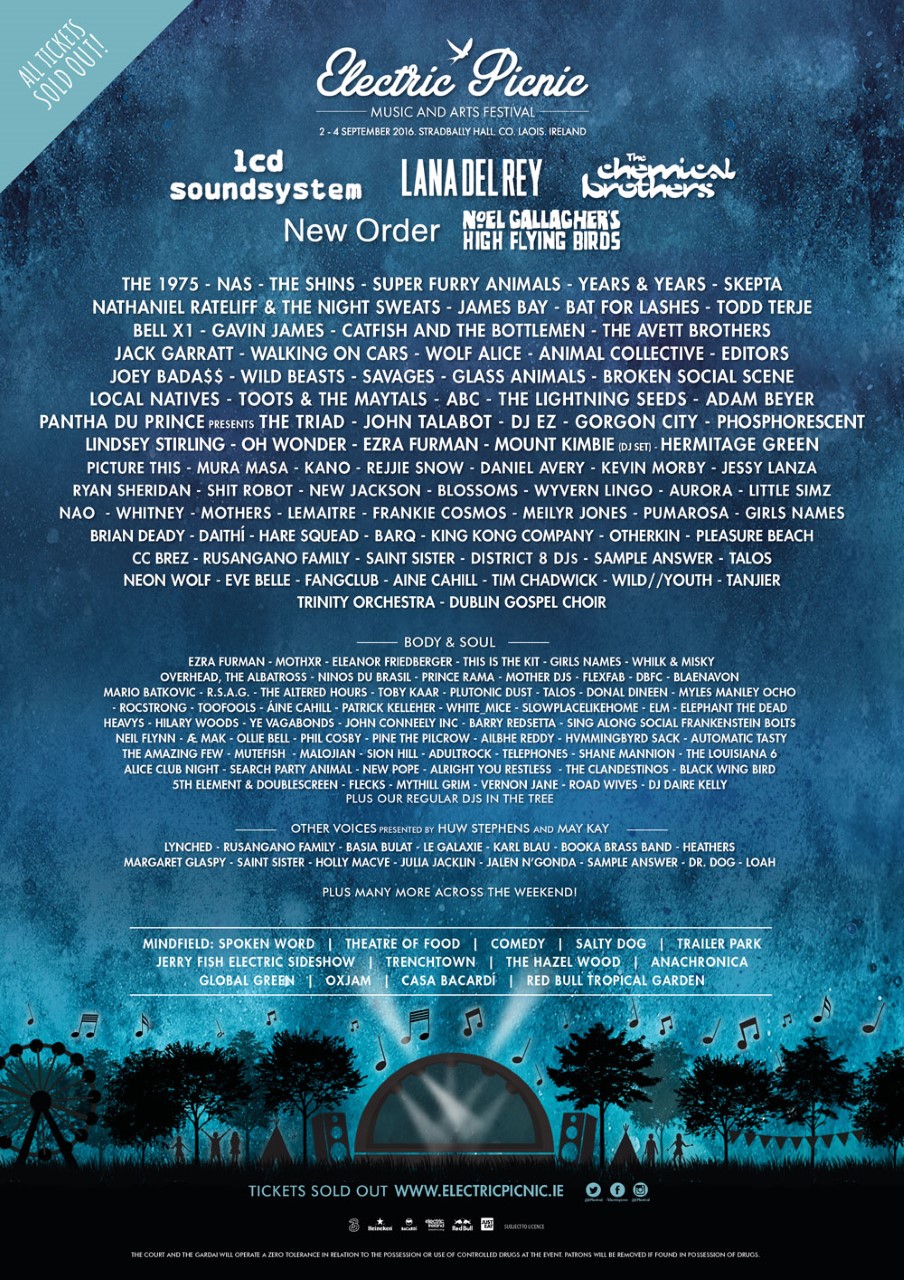 ALL TICKETS
SOLD OUT!
Electric Picnic
MUSIC AND ARTS FESTIVAL
2 - 4 SEPTEMBER 2016. STRADBALLY HALL, CO. LAOIS, IRELAND
lcd soundsystem LANA DEL REY The chemical brothers
New Order NOEL GALLAGHER'S HIGH FLYING BIRDS
THE 1975 - NAS - THE SHINS - SUPER FURRY ANIMALS - YEARS & YEARS - SKEPTA
NATHANIEL RATELIFF & THE NIGHT SWEATS - JAMES BAY - BAT FOR LASHES - TODD TERJE
BELL X1 - GAVIN JAMES - CATFISH AND THE BOTTLEMEN - THE AVETT BROTHERS
JACK GARRATT - WALKING ON CARS - WOLF ALICE - ANIMAL COLLECTIVE - EDITORS
JOEY BADA$$ - WILD BEASTS - SAVAGES - GLASS ANIMALS - BROKEN SOCIAL SCENE
LOCAL NATIVES - TOOTS & THE MAYTALS - ABC - THE LIGHTNING SEEDS - ADAM BEYER
PANTHA DU PRINCE PRESENTS THE TRIAD - JOHN TALABOT - DJ EZ - GORGON CITY - PHOSPHORESCENT
LINDSEY STIRLING - OH WONDER - EZRA FURMAN - MOUNT KIMBIE (DJ SET) - HERMITAGE GREEN
PICTURE THIS - MURA MASA - KANO - REJJIE SNOW - DANIEL AVERY - KEVIN MORBY - JESSY LANZA
RYAN SHERIDAN - SHIT ROBOT - NEW JACKSON - BLOSSOMS - WYVERN LINGO - AURORA - LITTLE SIMZ
NAO - WHITNEY - MOTHERS - LEMAITRE - FRANKIE COSMOS - MEILYR JONES - PUMAROSA - GIRLS NAMES
BRIAN DEADY - DAITHÍ - HARE SQUEAD - BARQ - KING KONG COMPANY - OTHERKIN - PLEASURE BEACH
CC BREZ - RUSANGANO FAMILY - SAINT SISTER - DISTRICT 8 DJs - SAMPLE ANSWER - TALOS
NEON WOLF - EVE BELLE - FANGCLUB - AINE CAHILL - TIM CHADWICK - WILD//YOUTH - TANJIER
TRINITY ORCHESTRA - DUBLIN GOSPEL CHOIR
BODY & SOUL
EZRA FURMAN - MOTHXR - ELEANOR FRIEDBERGER - THIS IS THE KIT - GIRLS NAMES - WHILK & MISKY
OVERHEAD, THE ALBATROSS - NINOS DU BRASIL - PRINCE RAMA - MOTHER DJS - FLEXFAB - DBFC - BLAENAVON
MARIO BATKOVIC - R.S.A.G. - THE ALTERED HOURS - TOBY KAAR - PLUTONIC DUST - TALOS - DONAL DINEEN - MYLES MANLEY OCHO
- ROCSTRONG - TOOFOOLS - ÁINE CAHILL - PATRICK KELLEHER - WHITE_MICE - SLOWPLACELIKEHOME - ELM - ELEPHANT THE DEAD
HEAVYS - HILARY WOODS - YE VAGABONDS - JOHN CONNEELY INC - BARRY REDSETTA - SING ALONG SOCIAL FRANKENSTEIN BOLTS
NEIL FLYNN - Æ MAK - OLLIE BELL - PHIL COSBY - PINE THE PILCROW - AILBHE REDDY - HVMMINGBYRD SACK - AUTOMATIC TASTY
THE AMAZING FEW - MUTEFISH - MALOJIAN - SION HILL - ADULTROCK - TELEPHONES - SHANE MANNION - THE LOUISIANA 6
ALICE CLUB NIGHT - SEARCH PARTY ANIMAL - NEW POPE - ALRIGHT YOU RESTLESS - THE CLANDESTINOS - BLACK WING BIRD
5TH ELEMENT & DOUBLESCREEN - FLECKS - MYTHILL GRIM - VERNON JANE - ROAD WIVES - DJ DAIRE KELLY
PLUS OUR REGULAR DJS IN THE TREE
OTHER VOICES PRESENTED BY HUW STEPHENS AND MAY KAY
LYNCHED - RUSANGANO FAMILY - BASIA BULAT - LE GALAXIE - KARL BLAU - BOOKA BRASS BAND - HEATHERS
MARGARET GLASPY - SAINT SISTER - HOLLY MACVE - JULIA JACKLIN - JALEN N'GONDA - SAMPLE ANSWER - DR. DOG - LOAH
PLUS MANY MORE ACROSS THE WEEKEND!
MINDFIELD: SPOKEN WORD | THEATRE OF FOOD | COMEDY | SALTY DOG | TRAILER PARK
JERRY FISH ELECTRIC SIDESHOW | TRENCHTOWN | THE HAZEL WOOD | ANACHRONICA
GLOBAL GREEN | OXJAM | CASA BACARDÍ | RED BULL TROPICAL GARDEN
TICKETS SOLD OUT WWW.ELECTRICPICNIC.IE
3 Heineken BACARDI electric ireland Red Bull JUST EAT SUBJECT TO LICENCE
THE COURT AND THE GARDAI WILL OPERATE A ZERO TOLERANCE IN RELATION TO THE POSSESSION OR USE OF CONTROLLED DRUGS AT THE EVENT. PATRONS WILL BE REMOVED IF FOUND IN POSSESSION OF DRUGS.